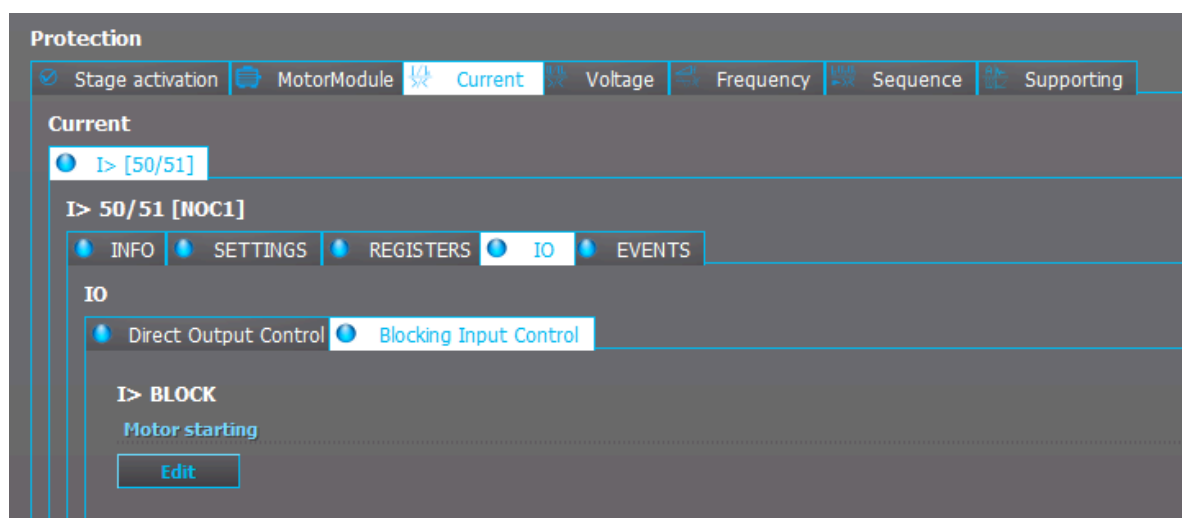 Protection
Stage activation MotorModule Current Voltage Frequency Sequence Supporting
Current
I> [50/51]
I> 50/51 [NOC1]
INFO SETTINGS REGISTERS IO EVENTS
IO
Direct Output Control Blocking Input Control
I> BLOCK
Motor starting
Edit